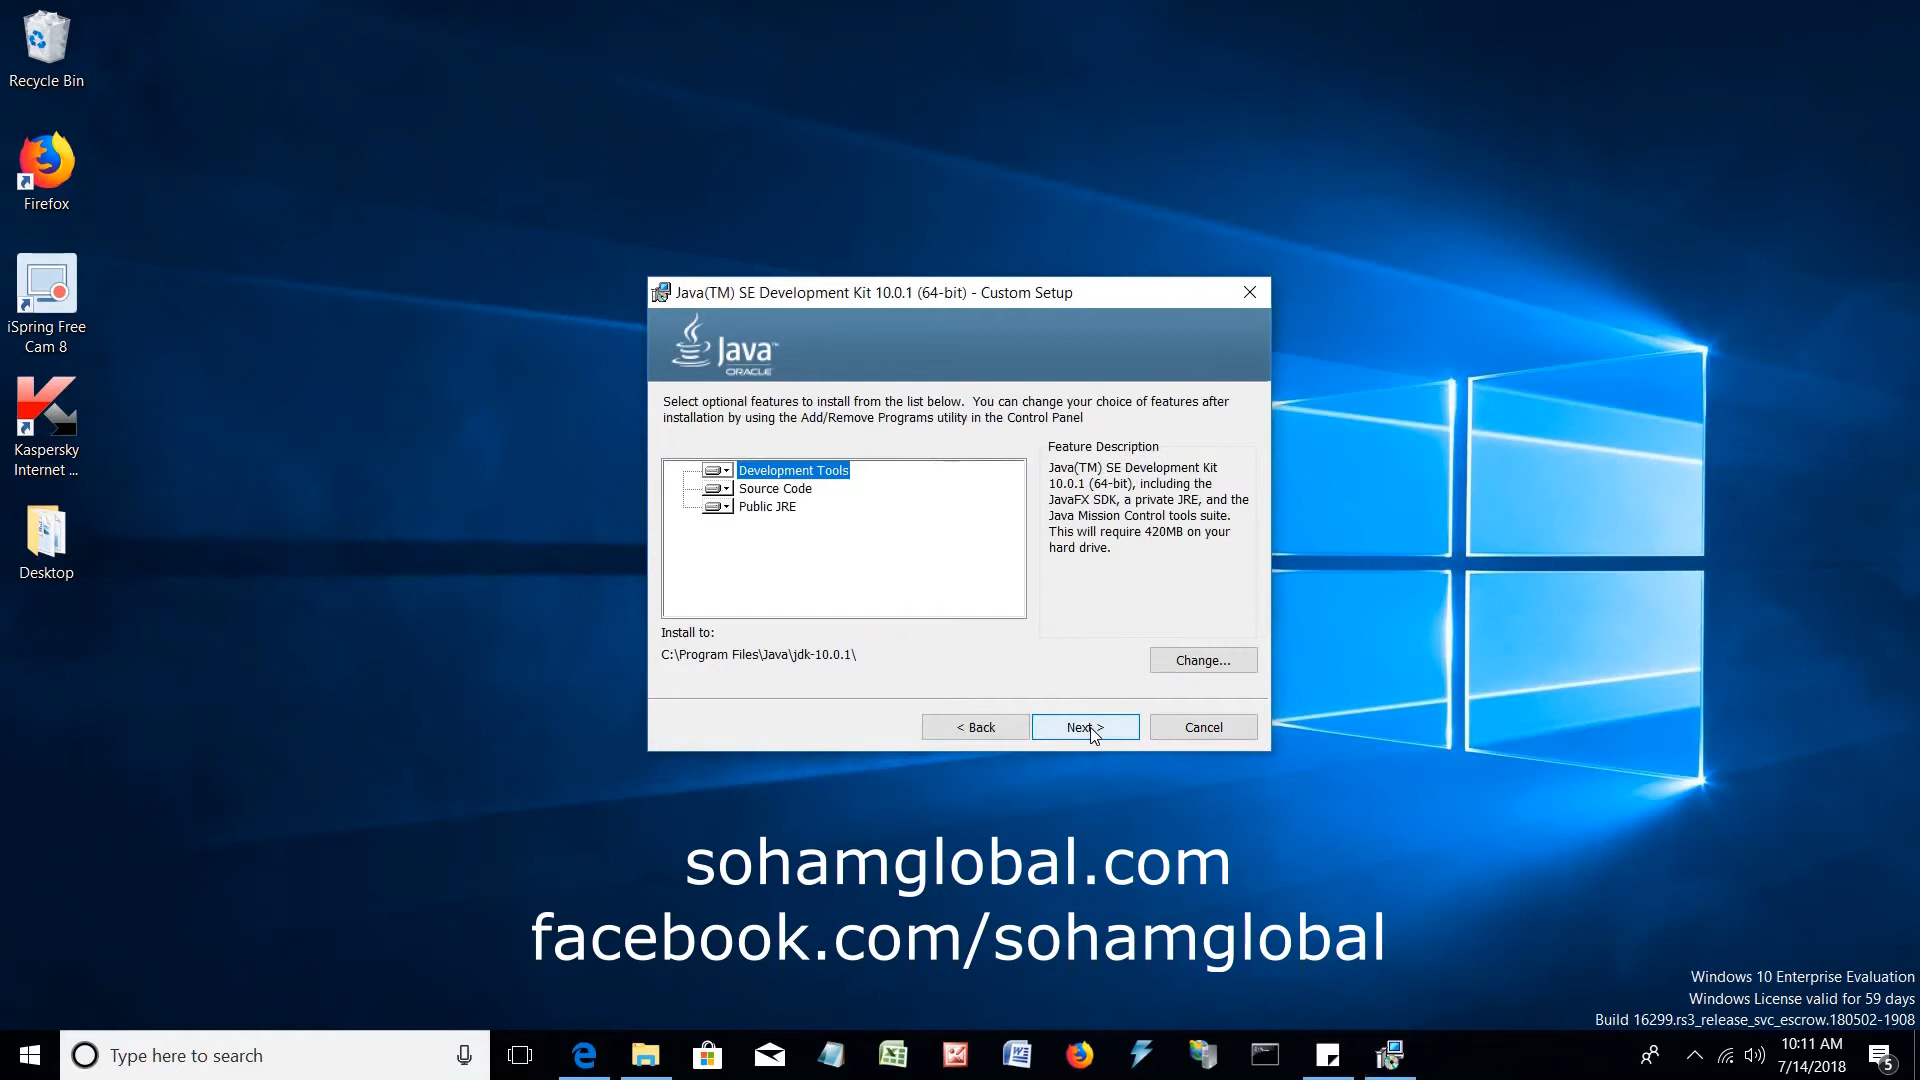 Recycle Bin
Firefox
iSpring Free
Cam 8
Kaspersky
Internet ...
Desktop
Java(TM) SE Development Kit 10.0.1 (64-bit) - Custom Setup
Java™
ORACLE
Select optional features to install from the list below.  You can change your choice of features after
installation by using the Add/Remove Programs utility in the Control Panel
Development Tools
Source Code
Public JRE
Feature Description
Java(TM) SE Development Kit
10.0.1 (64-bit), including the
JavaFX SDK, a private JRE, and the
Java Mission Control tools suite.
This will require 420MB on your
hard drive.
Install to:
C:\Program Files\Java\jdk-10.0.1\
Change...
< Back
Next >
Cancel
sohamglobal.com
facebook.com/sohamglobal
Windows 10 Enterprise Evaluation
Windows License valid for 59 days
Build 16299.rs3_release_svc_escrow.180502-1908
Type here to search
10:11 AM
7/14/2018
5